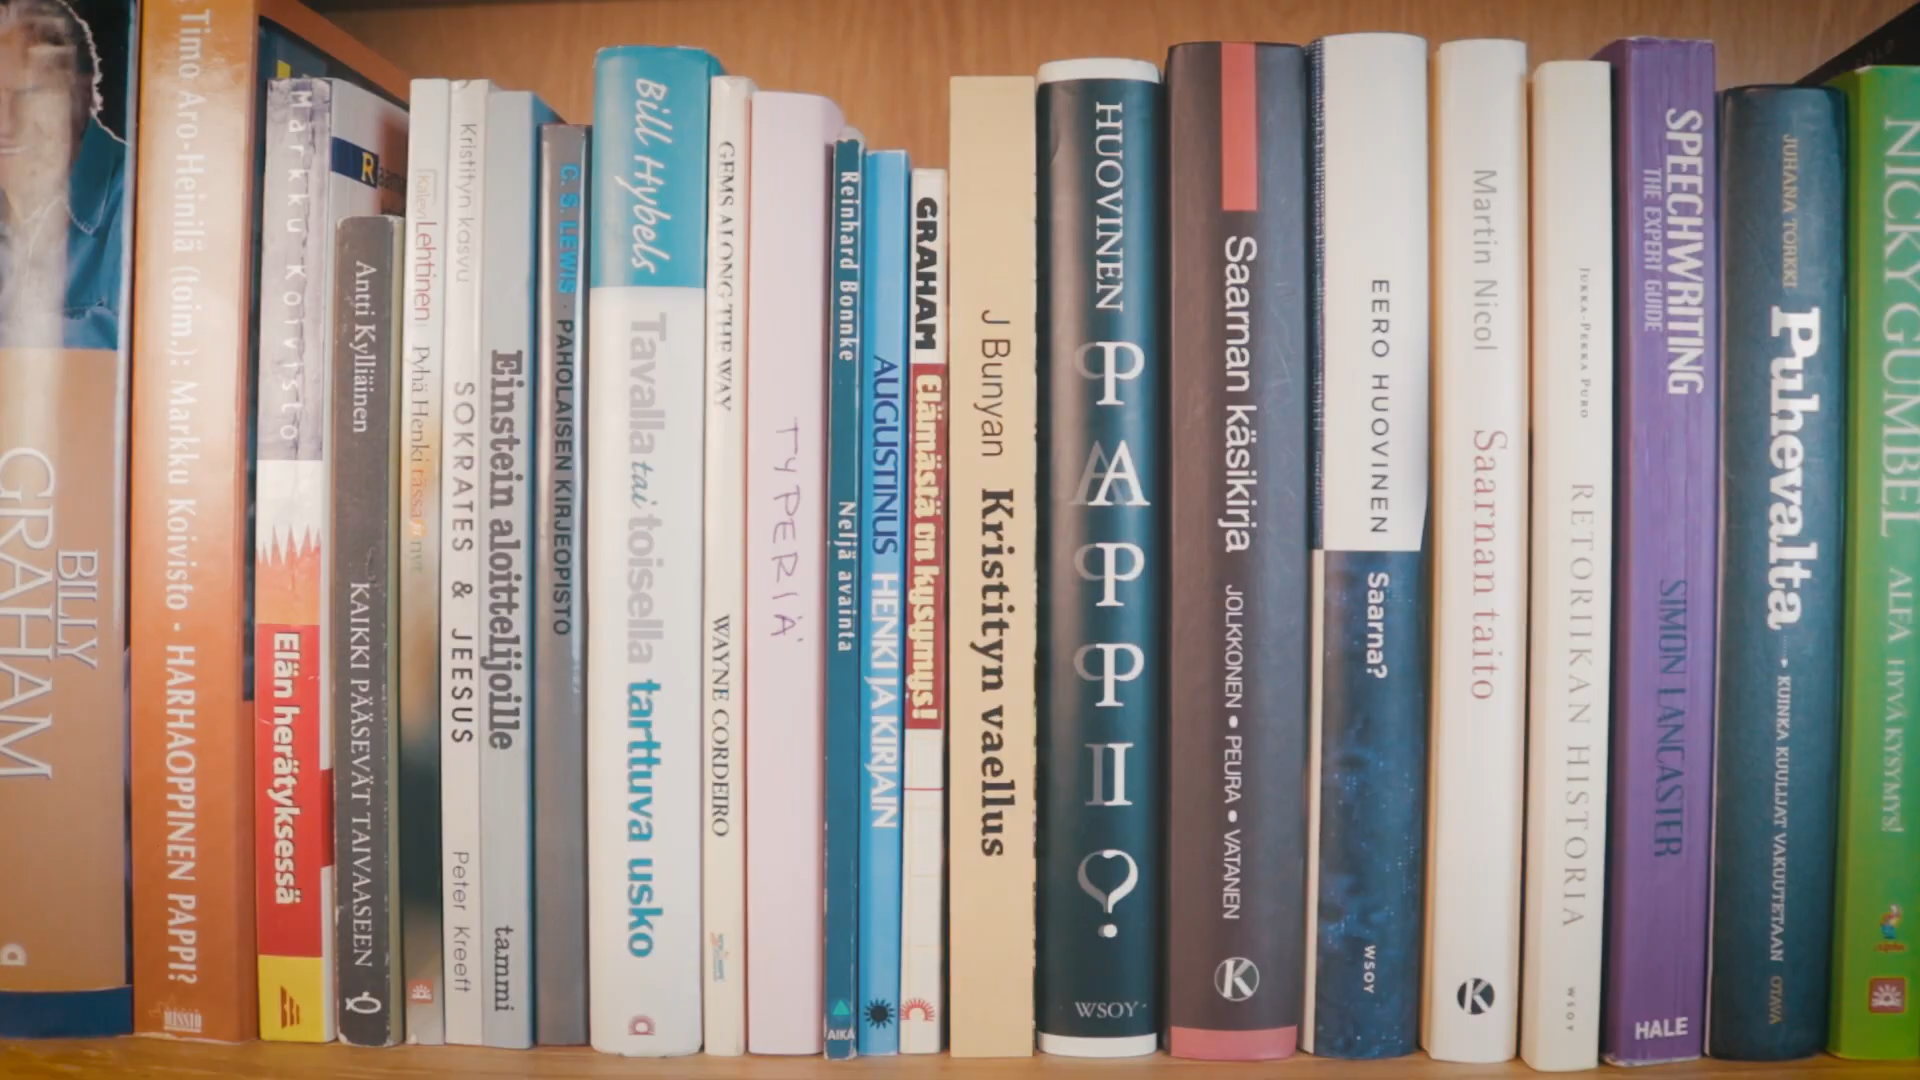 BILLY
GRAHAM
Timo Aro-Heinilä (toim.): Markku Koivisto • HARHAOPPINEN PAPPI?
Markku Koivisto
Elän herätyksessä
Antti Kylliäinen
KAIKKI PÄÄSEVÄT TAIVAASEEN
Kalevi Lehtinen Pyhä Henki
Kristityn kasvu
SOKRATES & JEESUS
Peter Kreeft
Einstein aloittelijoille
tammi
C. S. LEWIS · PAHOLAISEN KIRJEOPISTO
Bill Hybels
Tavalla tai toisella tarttuva usko
GEMS ALONG THE WAY
WAYNE CORDEIRO
TYPERIÄ
Reinhard Bonnke
Neljä avainta
AIKA
AUGUSTINUS HENKI JA KIRJAIN
GRAHAM
Elämästä on kysymys!
J Bunyan Kristityn vaellus
HUOVINEN
PAPPI?
WSOY
Saarnan käsikirja
JOLKKONEN • PEURA • VATANEN
K
EERO HUOVINEN
Saarna?
WSOY
Martin Nicol
Saarnan taito
K
JUKKA-PEKKA PURO
RETORIIKAN HISTORIA
WSOY
SPEECHWRITING
THE EXPERT GUIDE
SIMON LANCASTER
HALE
JUHANA TORKKI
Puhevalta
• KUINKA KUULIJAT VAKUUTETAAN
OTAVA
NICKY GUMBEL
ALFA HYVÄ KYSYMYS!